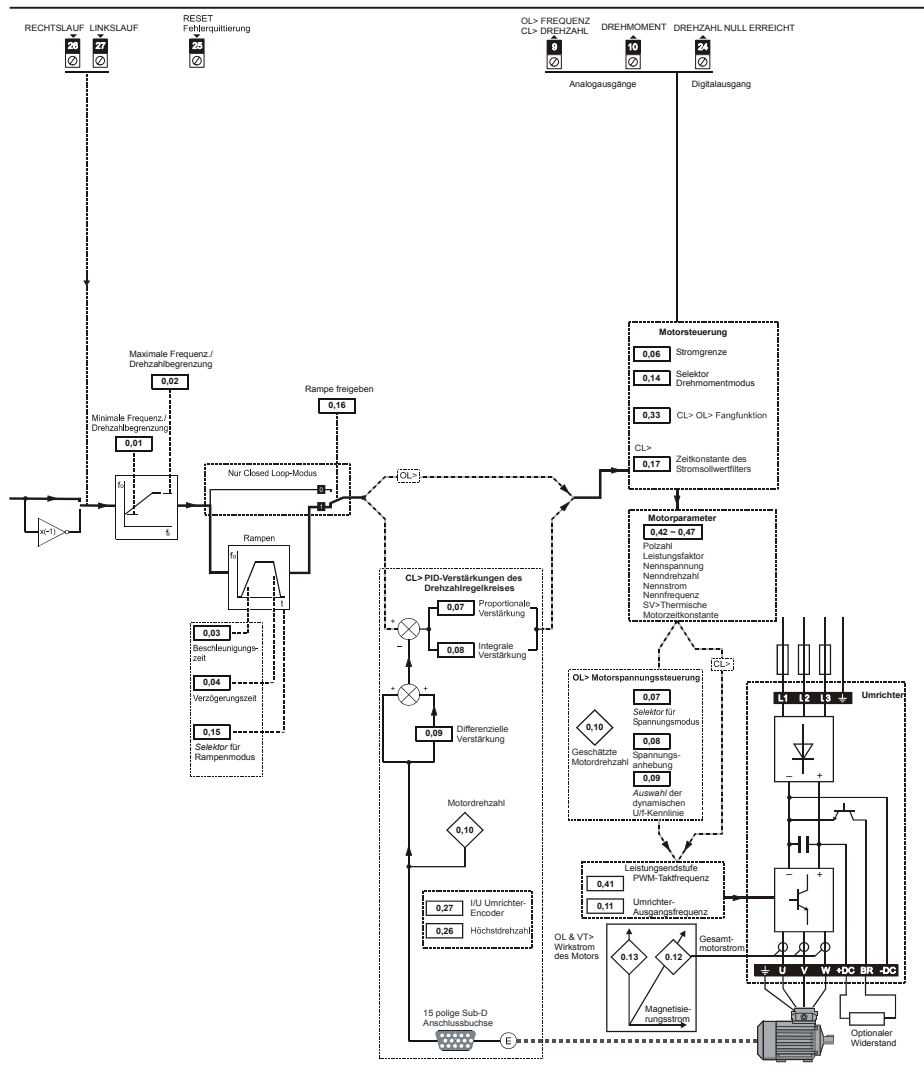 RECHTSLAUF LINKSLAUF
26 27
RESET
Fehlerquittierung
25
OL> FREQUENZ
CL> DREHZAHL
9
DREHMOMENT
10
DREHZAHL NULL ERREICHT
24
Analogausgänge
Digitalausgang
Maximale Frequenz./
Drehzahlbegrenzung
0,02
Minimale Frequenz./
Drehzahlbegrenzung
0,01
Rampe freigeben
0,16
Nur Closed Loop-Modus
0
1
OL>
x(−1)
Rampen
0,03
Beschleunigungs-
zeit
0,04
Verzögerungszeit
0,15
Selektor für
Rampenmodus
CL> PID-Verstärkungen des
Drehzahlregelkreises
0,07
Proportionale
Verstärkung
0,08
Integrale
Verstärkung
+
−
+ +
0,09
Differenzielle
Verstärkung
Motordrehzahl
0,10
0,27
I/U Umrichter-
Encoder
0,26
Höchstdrehzahl
15 polige Sub-D
Anschlussbuchse
E
Motorsteuerung
0,06 Stromgrenze
0,14
Selektor
Drehmomentmodus
0,33 CL> OL> Fangfunktion
CL>
0,17
Zeitkonstante des
Stromsollwertfilters
Motorparameter
0,42 ~ 0,47
Polzahl
Leistungsfaktor
Nennspannung
Nenndrehzahl
Nennstrom
Nennfrequenz
SV>Thermische
Motorzeitkonstante
CL>
OL> Motorspannungssteuerung
0,07
Selektor für
Spannungsmodus
0,10
Geschätzte
Motordrehzahl
0,08
Spannungs-
anhebung
0,09
Auswahl der
dynamischen
U/f-Kennlinie
Leistungsendstufe
PWM-Taktfrequenz
0,41
0,11
Umrichter-
Ausgangsfrequenz
OL & VT>
Wirkstrom
des Motors
0.13
0.12
Gesamt-
motorstrom
Magnetisie-
rungsstrom
L1 L2 L3
Umrichter
− +
− +
U V W +DC BR -DC
Optionaler
Widerstand